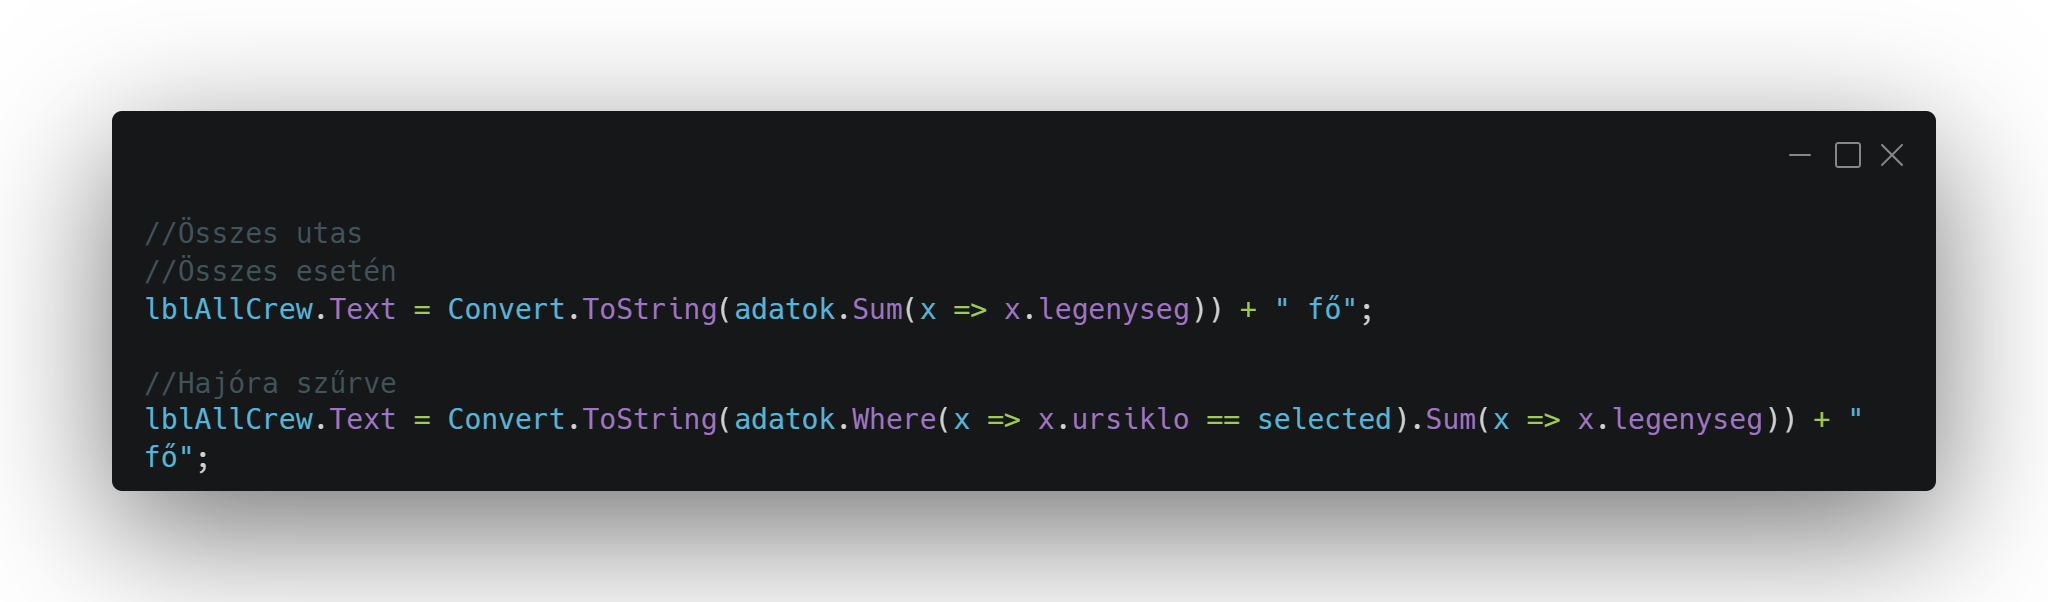 //Összes utas
//Összes esetén
lblAllCrew.Text = Convert.ToString(adatok.Sum(x => x.legenyseg)) + " fő";
//Hajóra szűrve
lblAllCrew.Text = Convert.ToString(adatok.Where(x => x.ursiklo == selected).Sum(x => x.legenyseg)) + "
fő";